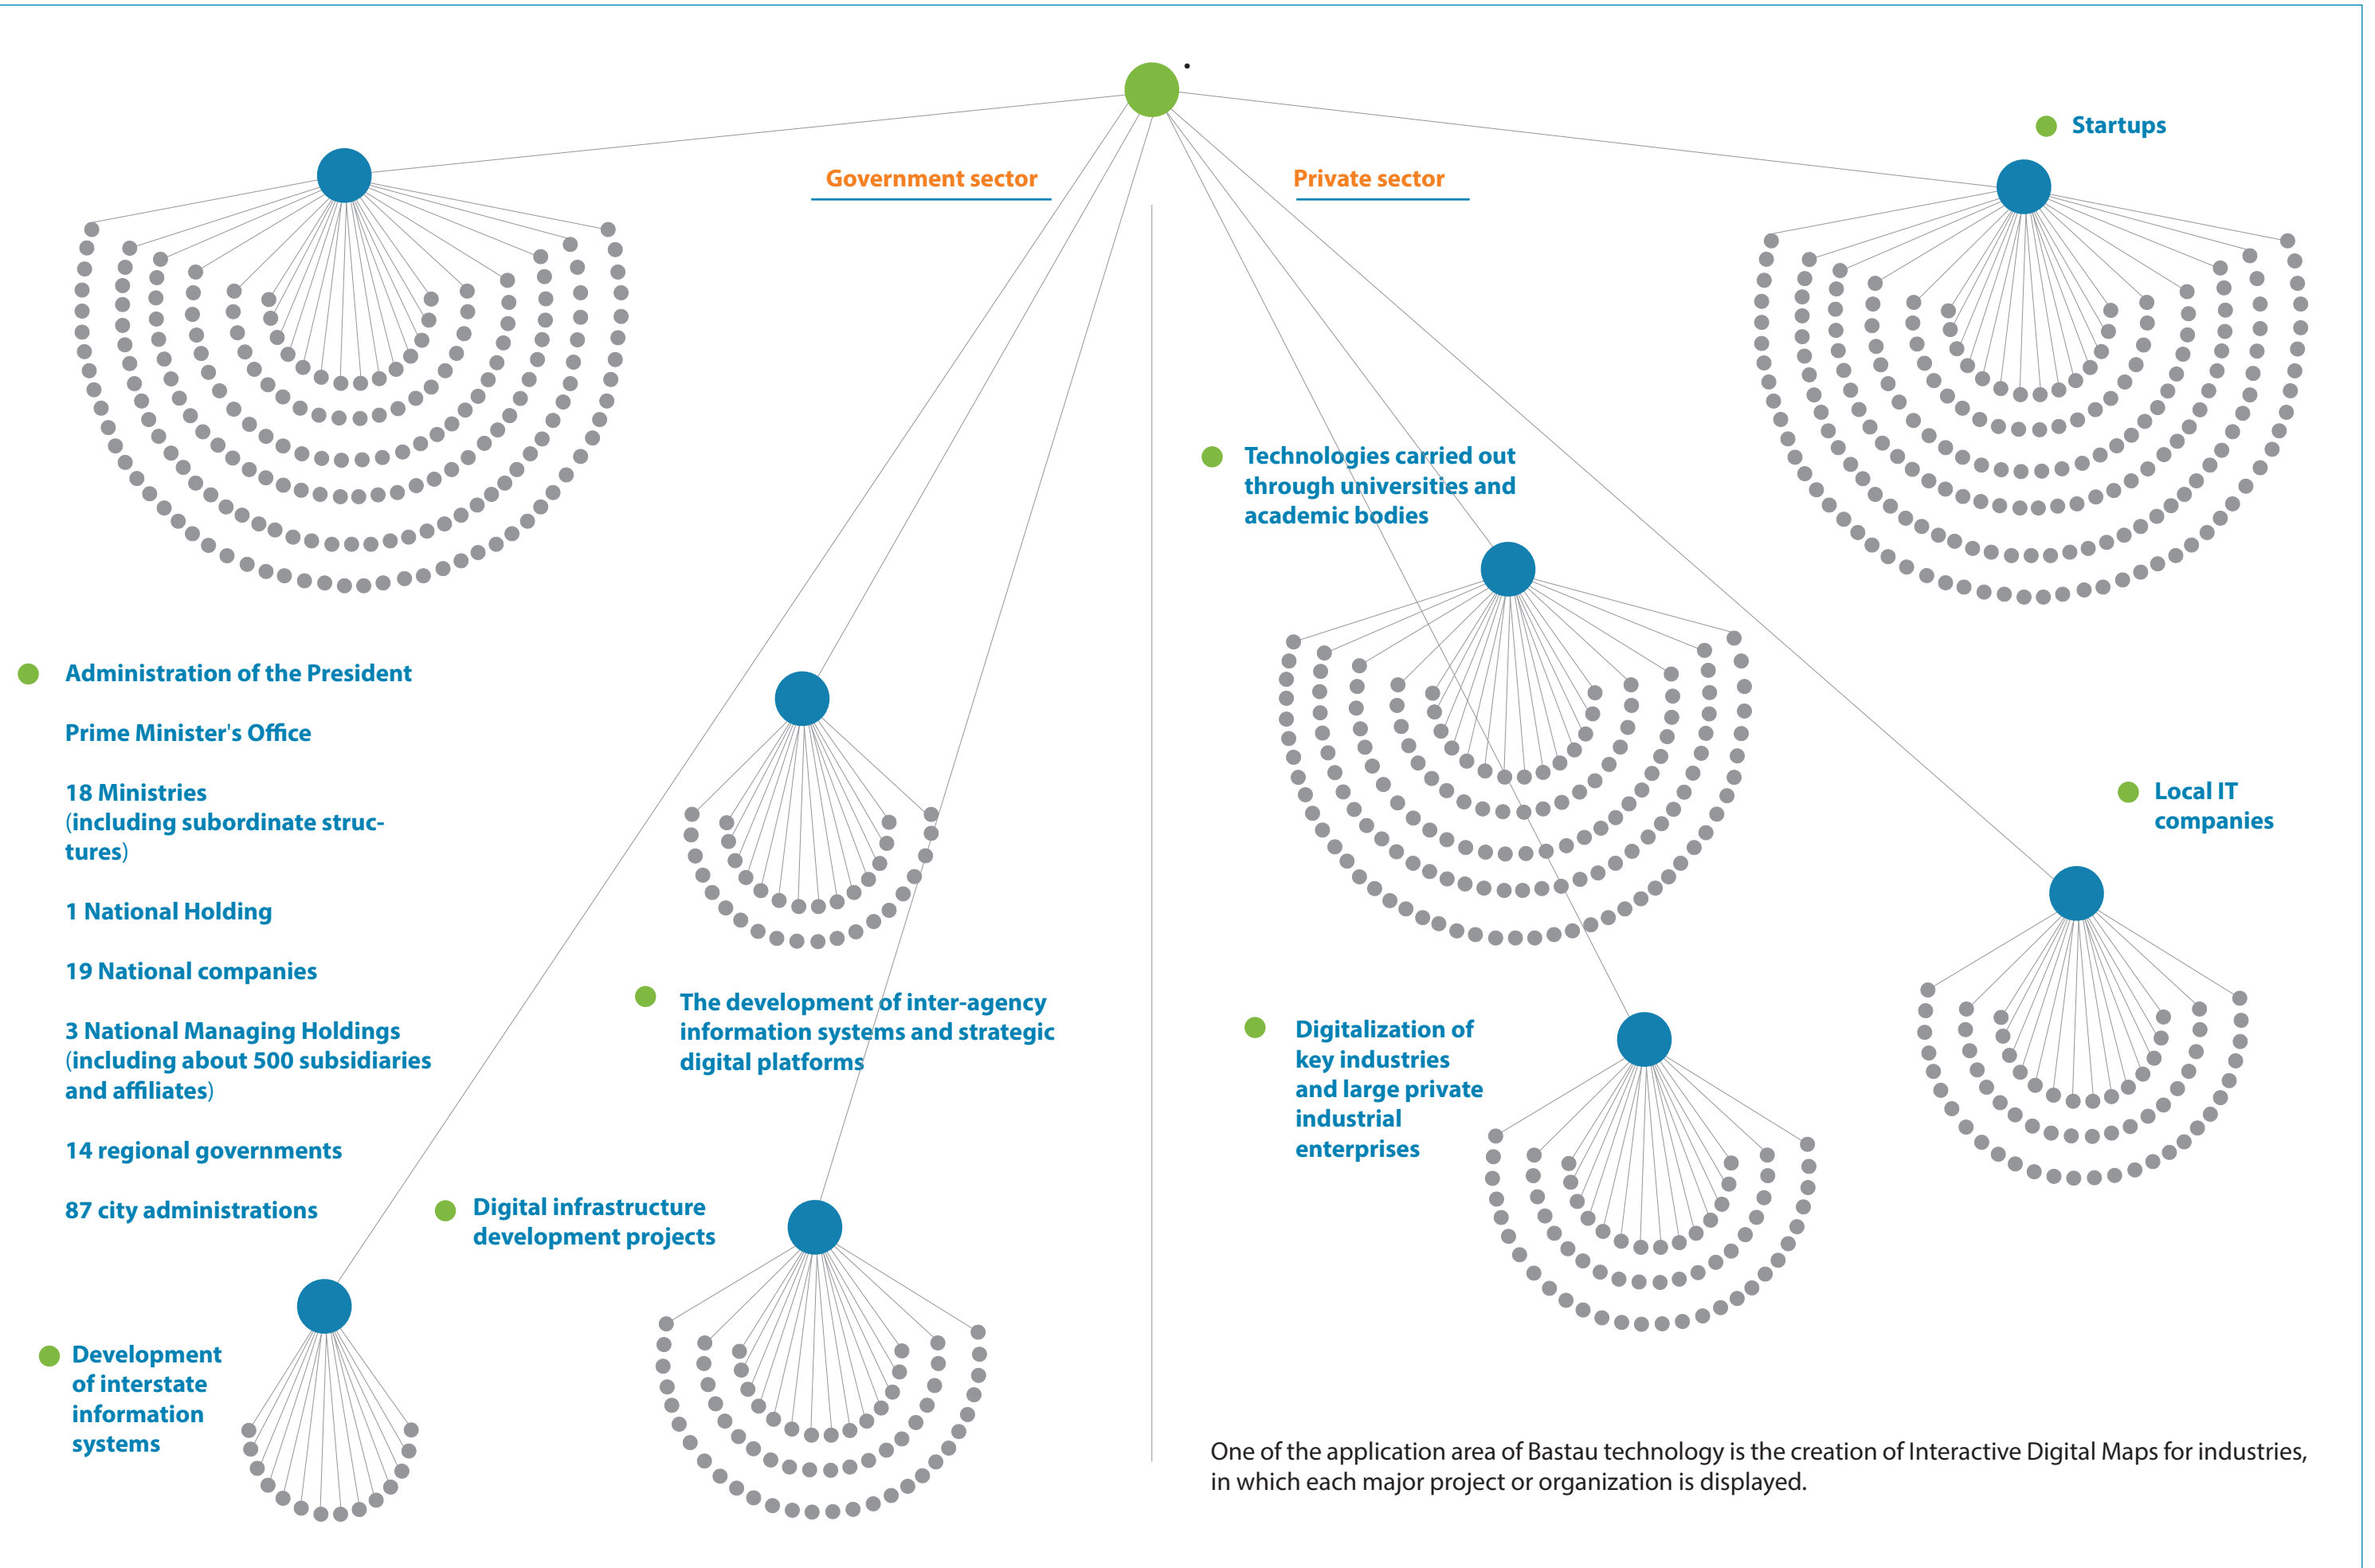 Government sector
Private sector
Startups
Technologies carried out
through universities and
academic bodies
Administration of the President
Prime Minister's Office
18 Ministries
(including subordinate struc-
tures)
1 National Holding
19 National companies
3 National Managing Holdings
(including about 500 subsidiaries
and affiliates)
14 regional governments
87 city administrations
Local IT
companies
The development of inter-agency
information systems and strategic
digital platforms
Digitalization of
key industries
and large private
industrial
enterprises
Digital infrastructure
development projects
Development
of interstate
information
systems
One of the application area of Bastau technology is the creation of Interactive Digital Maps for industries,
in which each major project or organization is displayed.